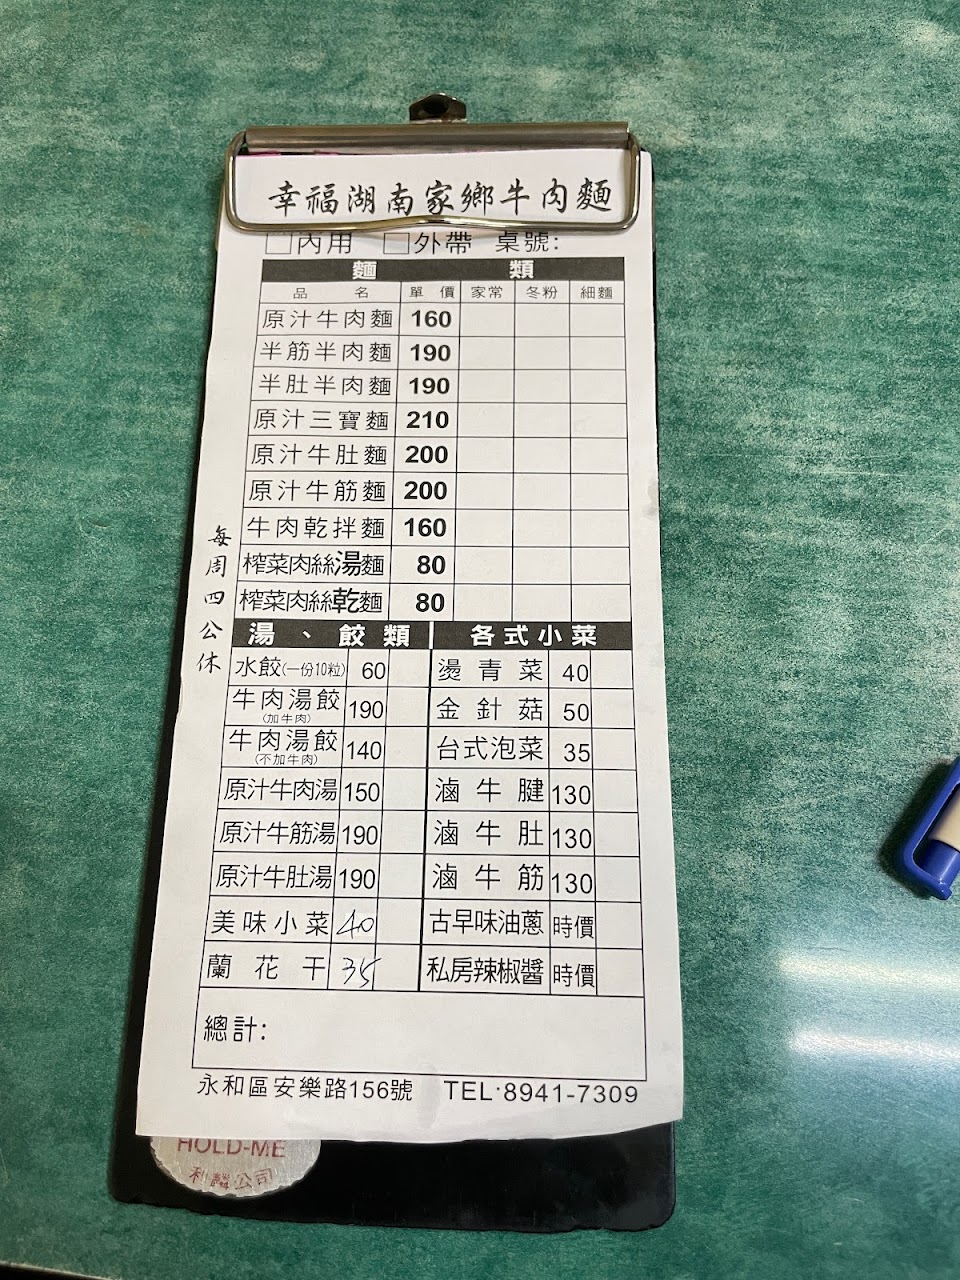 幸福湖南家鄉牛肉麵
□內用 □外帶 桌號:
麵 類
品 名 單 價 家常 冬粉 細麵
原汁牛肉麵 160
半筋半肉麵 190
半肚半肉麵 190
原汁三寶麵 210
原汁牛肚麵 200
原汁牛筋麵 200
牛肉乾拌麵 160
榨菜肉絲湯麵 80
榨菜肉絲乾麵 80
每周四公休
湯、餃類 各式小菜
水餃(一份10粒) 60 燙青菜 40
牛肉湯餃 190 金針菇 50
(加牛肉)
牛肉湯餃 140 台式泡菜 35
(不加牛肉)
原汁牛肉湯 150 滷牛腱 130
原汁牛筋湯 190 滷牛肚 130
原汁牛肚湯 190 滷牛筋 130
美味小菜 40 古早味油蔥 時價
蘭花干 35 私房辣椒醬 時價
總計:
永和區安樂路156號 TEL:8941-7309
HOLD-ME
利麟公司